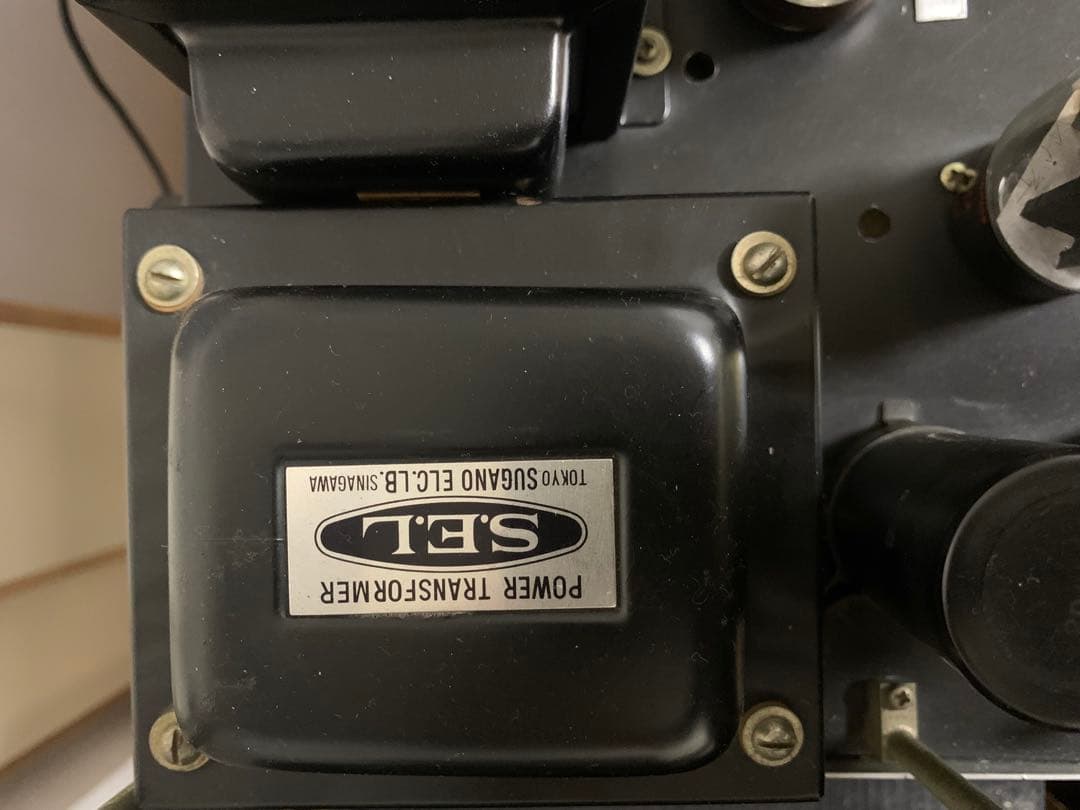 POWER TRANSFORMER
S.E.L
TOKYO SUGANO ELC.LB. SINAGAWA